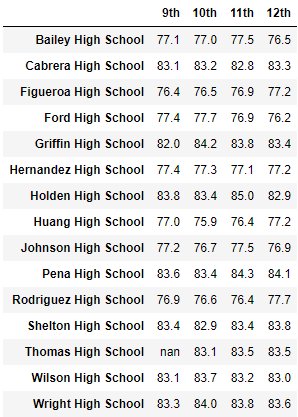 9th 10th 11th 12th
Bailey High School 77.1 77.0 77.5 76.5
Cabrera High School 83.1 83.2 82.8 83.3
Figueroa High School 76.4 76.5 76.9 77.2
Ford High School 77.4 77.7 76.9 76.2
Griffin High School 82.0 84.2 83.8 83.4
Hernandez High School 77.4 77.3 77.1 77.2
Holden High School 83.8 83.4 85.0 82.9
Huang High School 77.0 75.9 76.4 77.2
Johnson High School 77.2 76.7 77.5 76.9
Pena High School 83.6 83.4 84.3 84.1
Rodriguez High School 76.9 76.6 76.4 77.7
Shelton High School 83.4 82.9 83.4 83.8
Thomas High School nan 83.1 83.5 83.5
Wilson High School 83.1 83.7 83.2 83.0
Wright High School 83.3 84.0 83.8 83.6